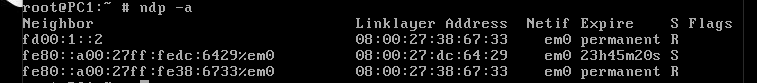 root@PC1:~ # ndp -a
Neighbor                             Linklayer Address  Netif Expire    S Flags
fd00:1::2                            08:00:27:38:67:33    em0 permanent R
fe80::a00:27ff:fedc:6429%em0         08:00:27:dc:64:29    em0 23h45m20s S
fe80::a00:27ff:fe38:6733%em0         08:00:27:38:67:33    em0 permanent R